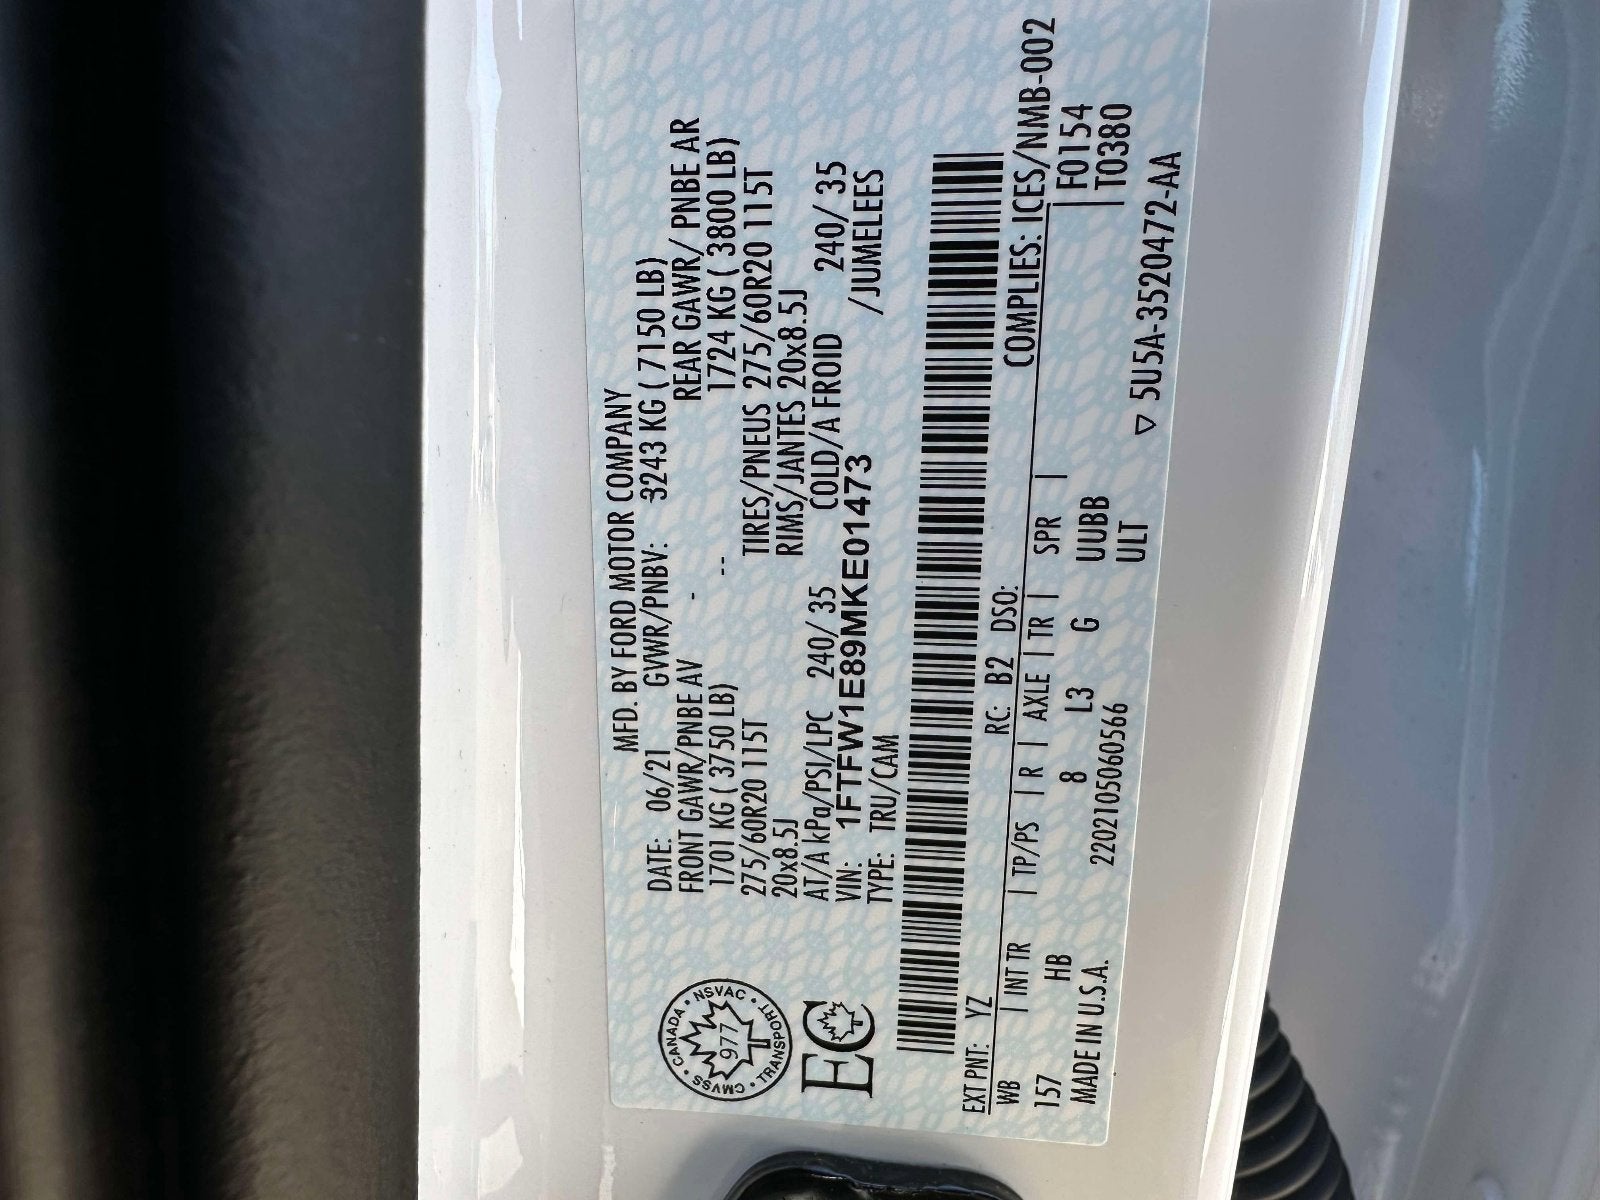 CANADA • NSVAC • TRANSPORT • CMVSS •
977
EC
MFD. BY FORD MOTOR COMPANY
DATE: 06/21 GVWR/PNBV: 3243 KG ( 7150 LB)
FRONT GAWR/PNBE AV - REAR GAWR/ PNBE AR
1701 KG ( 3750 LB) -- 1724 KG ( 3800 LB)
275/60R20 115T TIRES/PNEUS 275/60R20 115T
20x8.5J RIMS/JANTES 20x8.5J
AT/A kPa/PSI/LPC 240/ 35 COLD/A FROID 240/ 35
VIN: 1FTFW1E89MKE01473 /JUMELEES
TYPE: TRU/CAM
COMPLIES: ICES/NMB-002
EXT PNT: YZ RC: B2 DSO: F0154
WB | INT TR | TP/PS | R | AXLE | TR | SPR | | T0380
157 HB 8 L3 G UUBB
MADE IN U.S.A. 220210506056​6 ULT
▽ 5U5A-3520472-AA